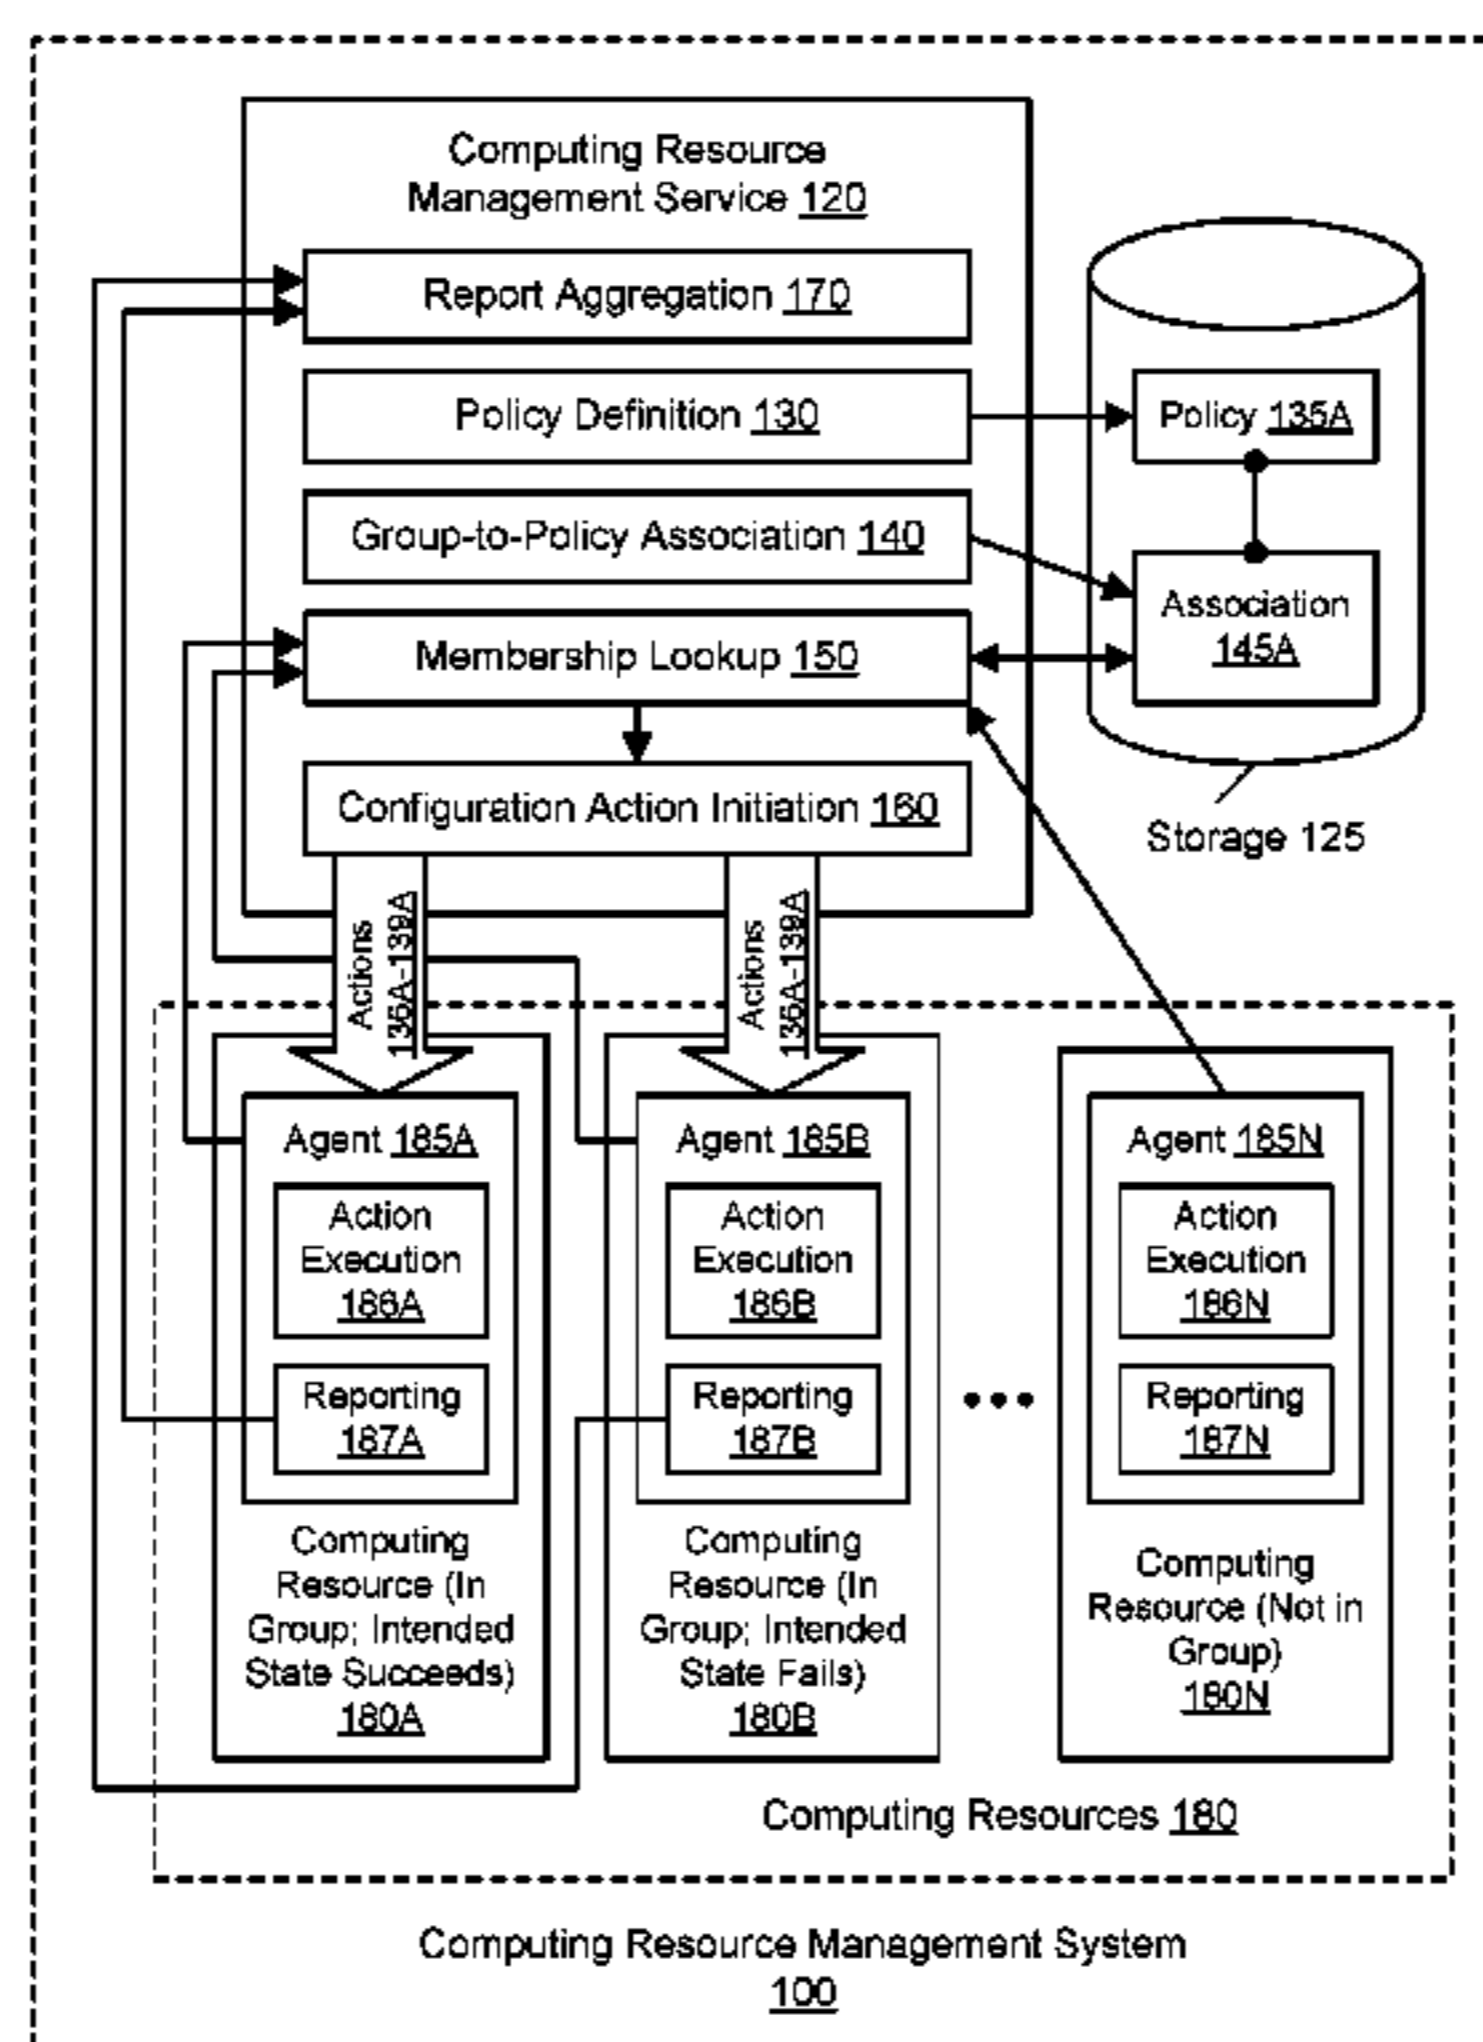 Computing Resource
Management Service 120
Report Aggregation 170
Policy Definition 130
Policy 135A
Group-to-Policy Association 140
Association
145A
Membership Lookup 150
Configuration Action Initiation 160
Storage 125
Actions
136A-139A
Actions
136A-139A
Agent 185A
Action
Execution
186A
Reporting
187A
Computing
Resource (In
Group; Intended
State Succeeds)
180A
Agent 185B
Action
Execution
186B
Reporting
187B
Computing
Resource (In
Group; Intended
State Fails)
180B
Agent 185N
Action
Execution
186N
Reporting
187N
Computing
Resource (Not in
Group)
180N
Computing Resources 180
Computing Resource Management System
100